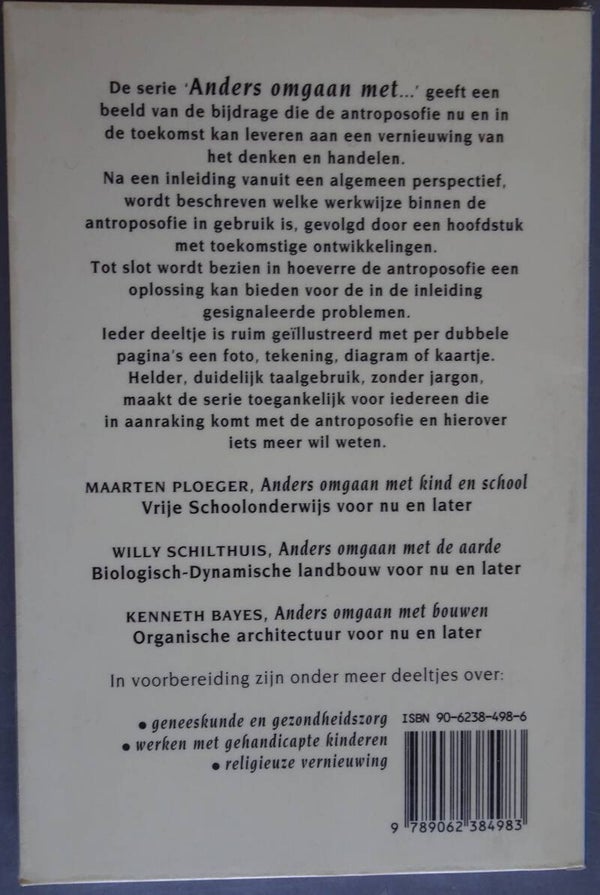 De serie 'Anders omgaan met...' geeft een
beeld van de bijdrage die de antroposofie nu en in
de toekomst kan leveren aan een vernieuwing van
het denken en handelen.
Na een inleiding vanuit een algemeen perspectief,
wordt beschreven welke werkwijze binnen de
antroposofie in gebruik is, gevolgd door een hoofdstuk
met toekomstige ontwikkelingen.
Tot slot wordt bezien in hoeverre de antroposofie een
oplossing kan bieden voor de in de inleiding
gesignaleerde problemen.
Ieder deeltje is ruim geïllustreerd met per dubbele
pagina's een foto, tekening, diagram of kaartje.
Helder, duidelijk taalgebruik, zonder jargon,
maakt de serie toegankelijk voor iedereen die
in aanraking komt met de antroposofie en hierover
iets meer wil weten.
MAARTEN PLOEGER, Anders omgaan met kind en school
Vrije Schoolonderwijs voor nu en later
WILLY SCHILTHUIS, Anders omgaan met de aarde
Biologisch-Dynamische landbouw voor nu en later
KENNETH BAYES, Anders omgaan met bouwen
Organische architectuur voor nu en later
In voorbereiding zijn onder meer deeltjes over:
• geneeskunde en gezondheidszorg
• werken met gehandicapte kinderen
• religieuze vernieuwing
ISBN 90-6238-498-6
9 789062 384983